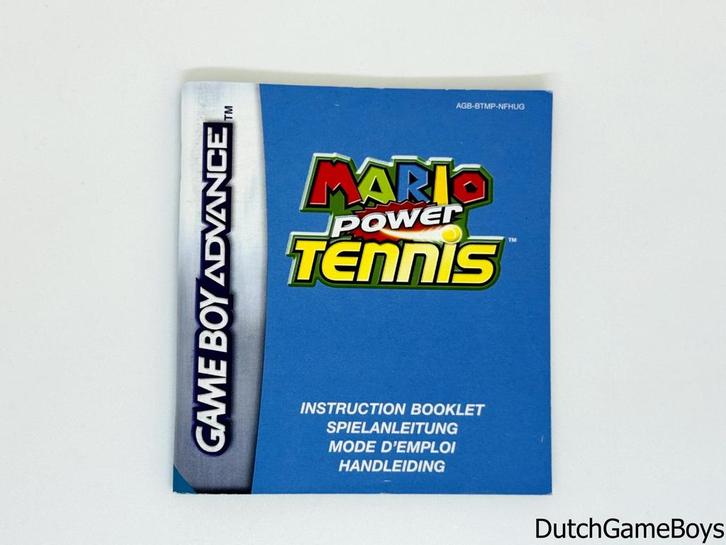 GAME BOY ADVANCE™
AGB-BTMP-NFHUG
MARIO
POWER
TENNIS™
INSTRUCTION BOOKLET
SPIELANLEITUNG
MODE D'EMPLOI
HANDLEIDING
DutchGameBoys